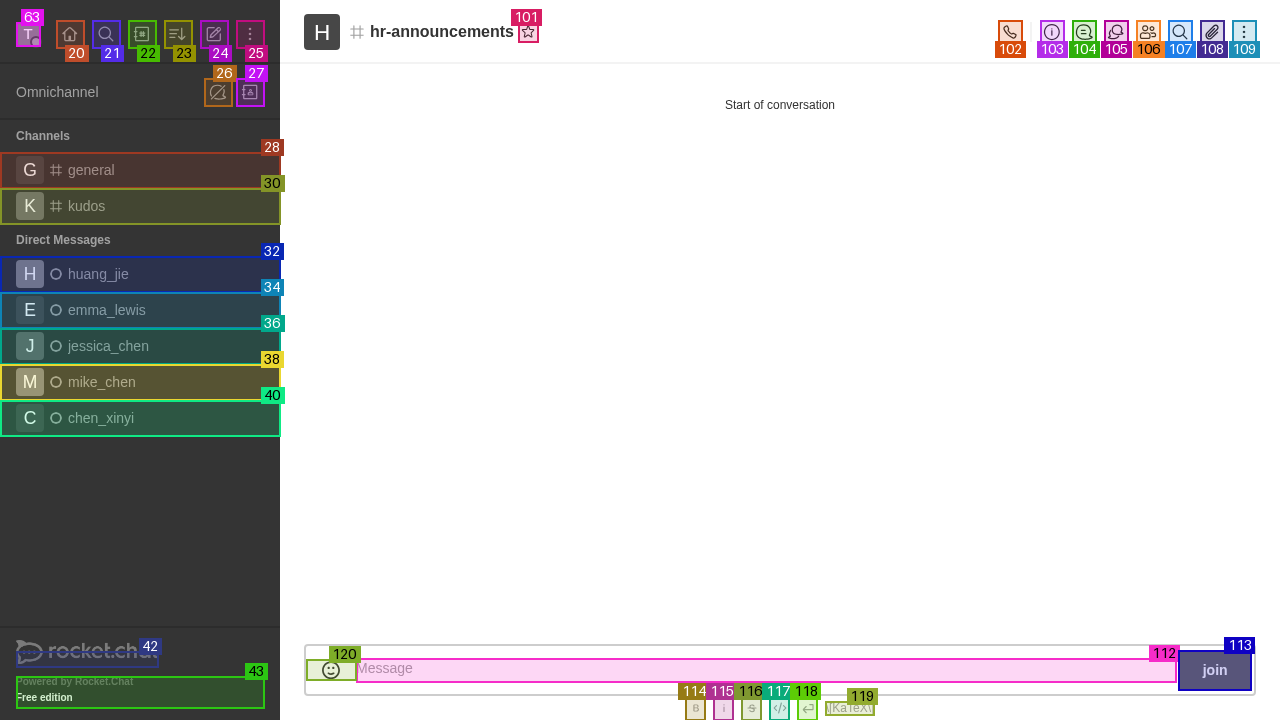 63
T
20
21
22
23
24
25
Omnichannel
26
27
Channels
28
G general
30
K kudos
Direct Messages
32
H huang_jie
34
E emma_lewis
36
J jessica_chen
38
M mike_chen
40
C chen_xinyi
rocket.chat
42
43
Powered by Rocket.Chat
Free edition
H hr-announcements
101
102
103
104
105
106
107
108
109
Start of conversation
120
Message
112
113
join
114
115
116
117
118
119
B
i
S
</>
\[KaTeX\]